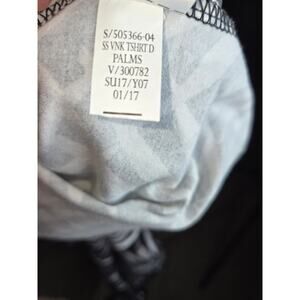 S/505366-04
SS VNK TSHRT D
PALMS
V/300782
SU17/Y07
01/17